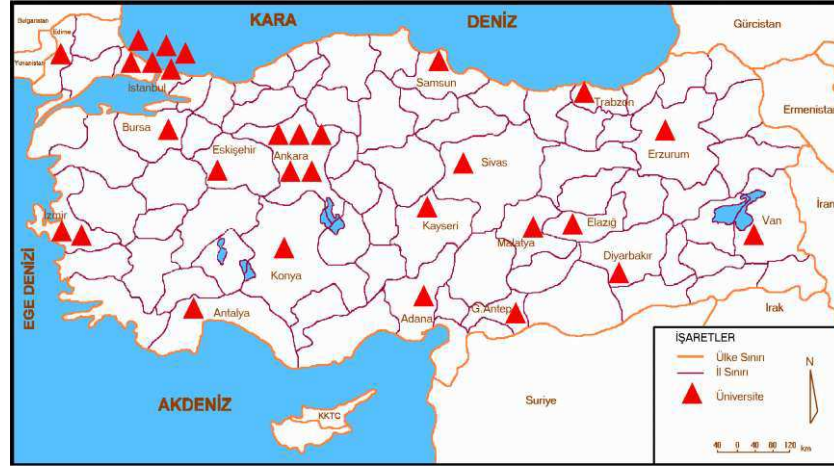 Bulgaristan
KARA
DENİZ
Gürcistan
Edirne
Yunanistan
İstanbul
Samsun
Trabzon
Ermenistan
Bursa
Eskişehir
Ankara
Sivas
Erzurum
İran
İzmir
Kayseri
Malatya
Elazığ
Van
Konya
Diyarbakır
EGE DENİZİ
Antalya
Adana
G.Antep
Irak
AKDENİZ
KKTC
Suriye
İŞARETLER
Ülke Sınırı
İl Sınırı
Üniversite
N
40 0 40 80 120 km